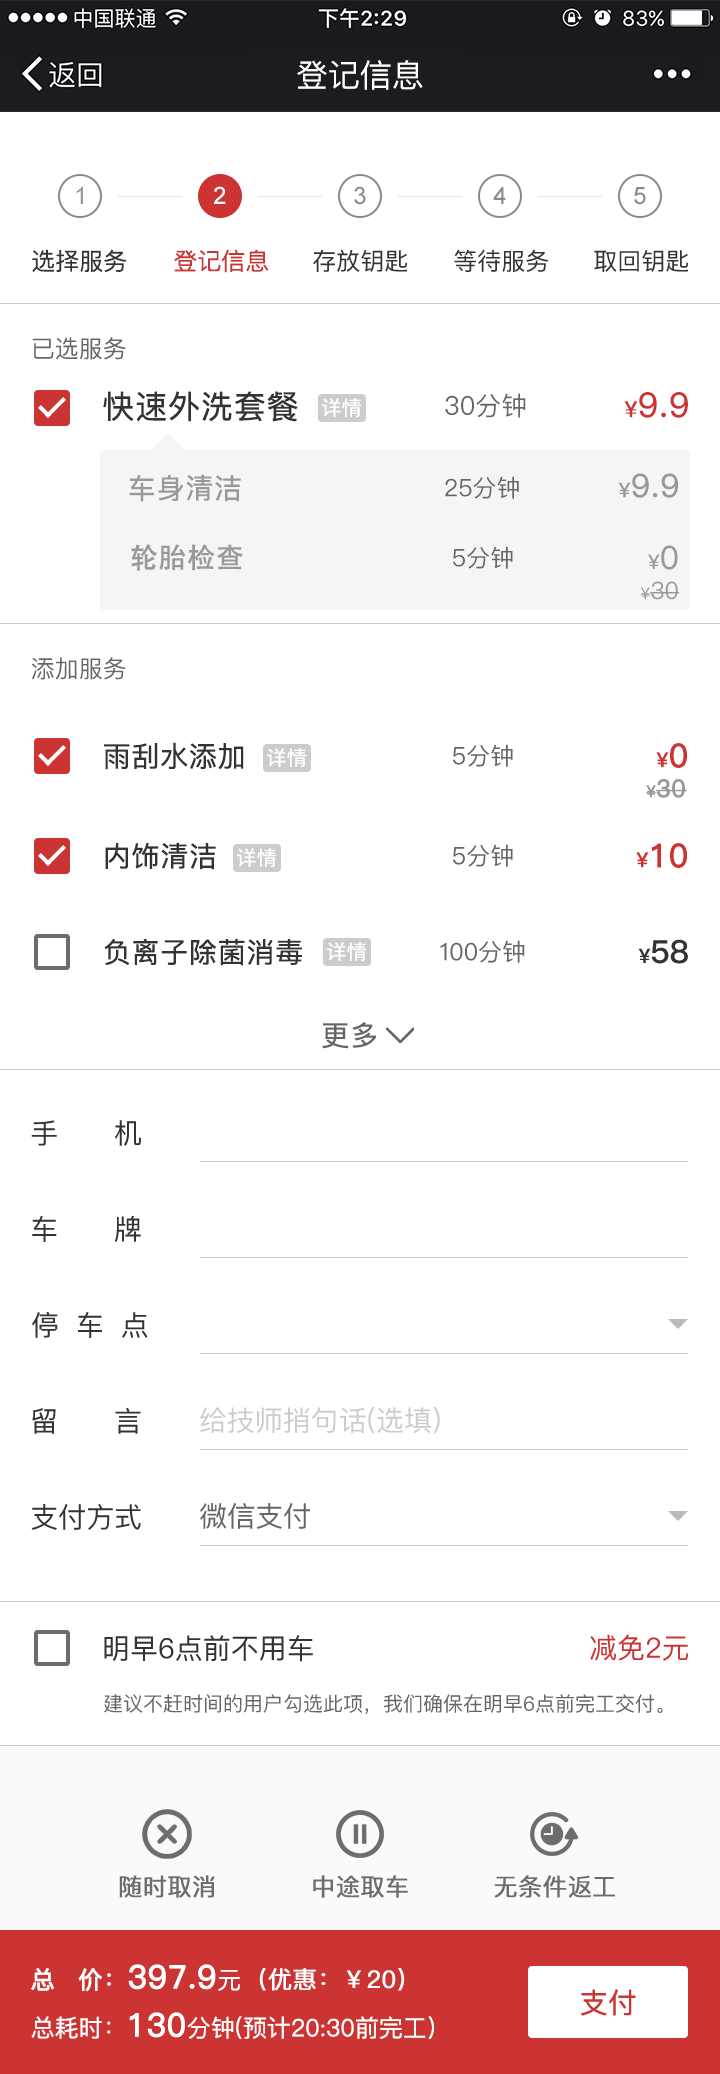 中国联通 下午2:29 83%
返回 登记信息
1 2 3 4 5
选择服务 登记信息 存放钥匙 等待服务 取回钥匙
已选服务
快速外洗套餐 详情 30分钟 ¥9.9
车身清洁 25分钟 ¥9.9
轮胎检查 5分钟 ¥0
¥30
添加服务
雨刮水添加 详情 5分钟 ¥0
¥30
内饰清洁 详情 5分钟 ¥10
负离子除菌消毒 详情 100分钟 ¥58
更多
手 机
车 牌
停 车 点
留 言 给技师捎句话(选填)
支付方式 微信支付
明早6点前不用车 减免2元
建议不赶时间的用户勾选此项，我们确保在明早6点前完工交付。
随时取消 中途取车 无条件返工
总 价：397.9元（优惠：￥20）
总耗时：130分钟(预计20:30前完工)
支付